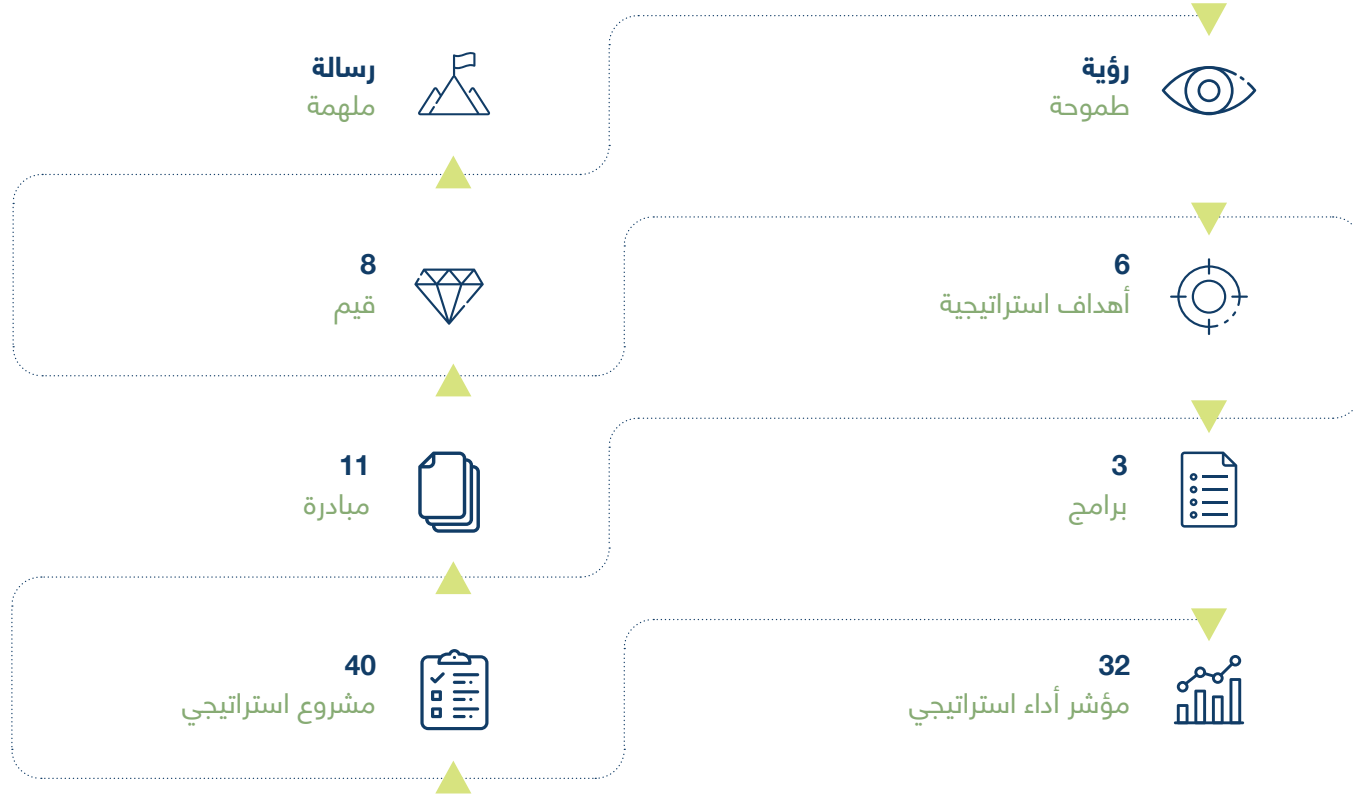 رؤية
طموحة
رسالة
ملهمة
6
أهداف استراتيجية
8
قيم
3
برامج
11
مبادرة
32
مؤشر أداء استراتيجي
40
مشروع استراتيجي